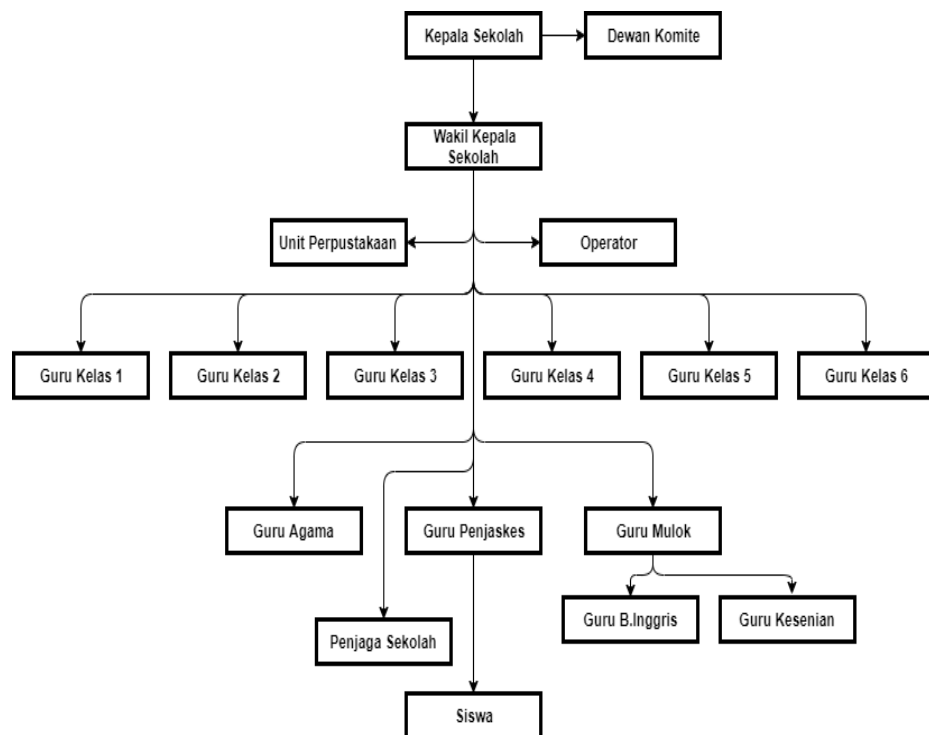 Kepala Sekolah
Dewan Komite
Wakil Kepala
Sekolah
Unit Perpustakaan
Operator
Guru Kelas 1
Guru Kelas 2
Guru Kelas 3
Guru Kelas 4
Guru Kelas 5
Guru Kelas 6
Guru Agama
Guru Penjaskes
Guru Mulok
Guru B.Inggris
Guru Kesenian
Penjaga Sekolah
Siswa